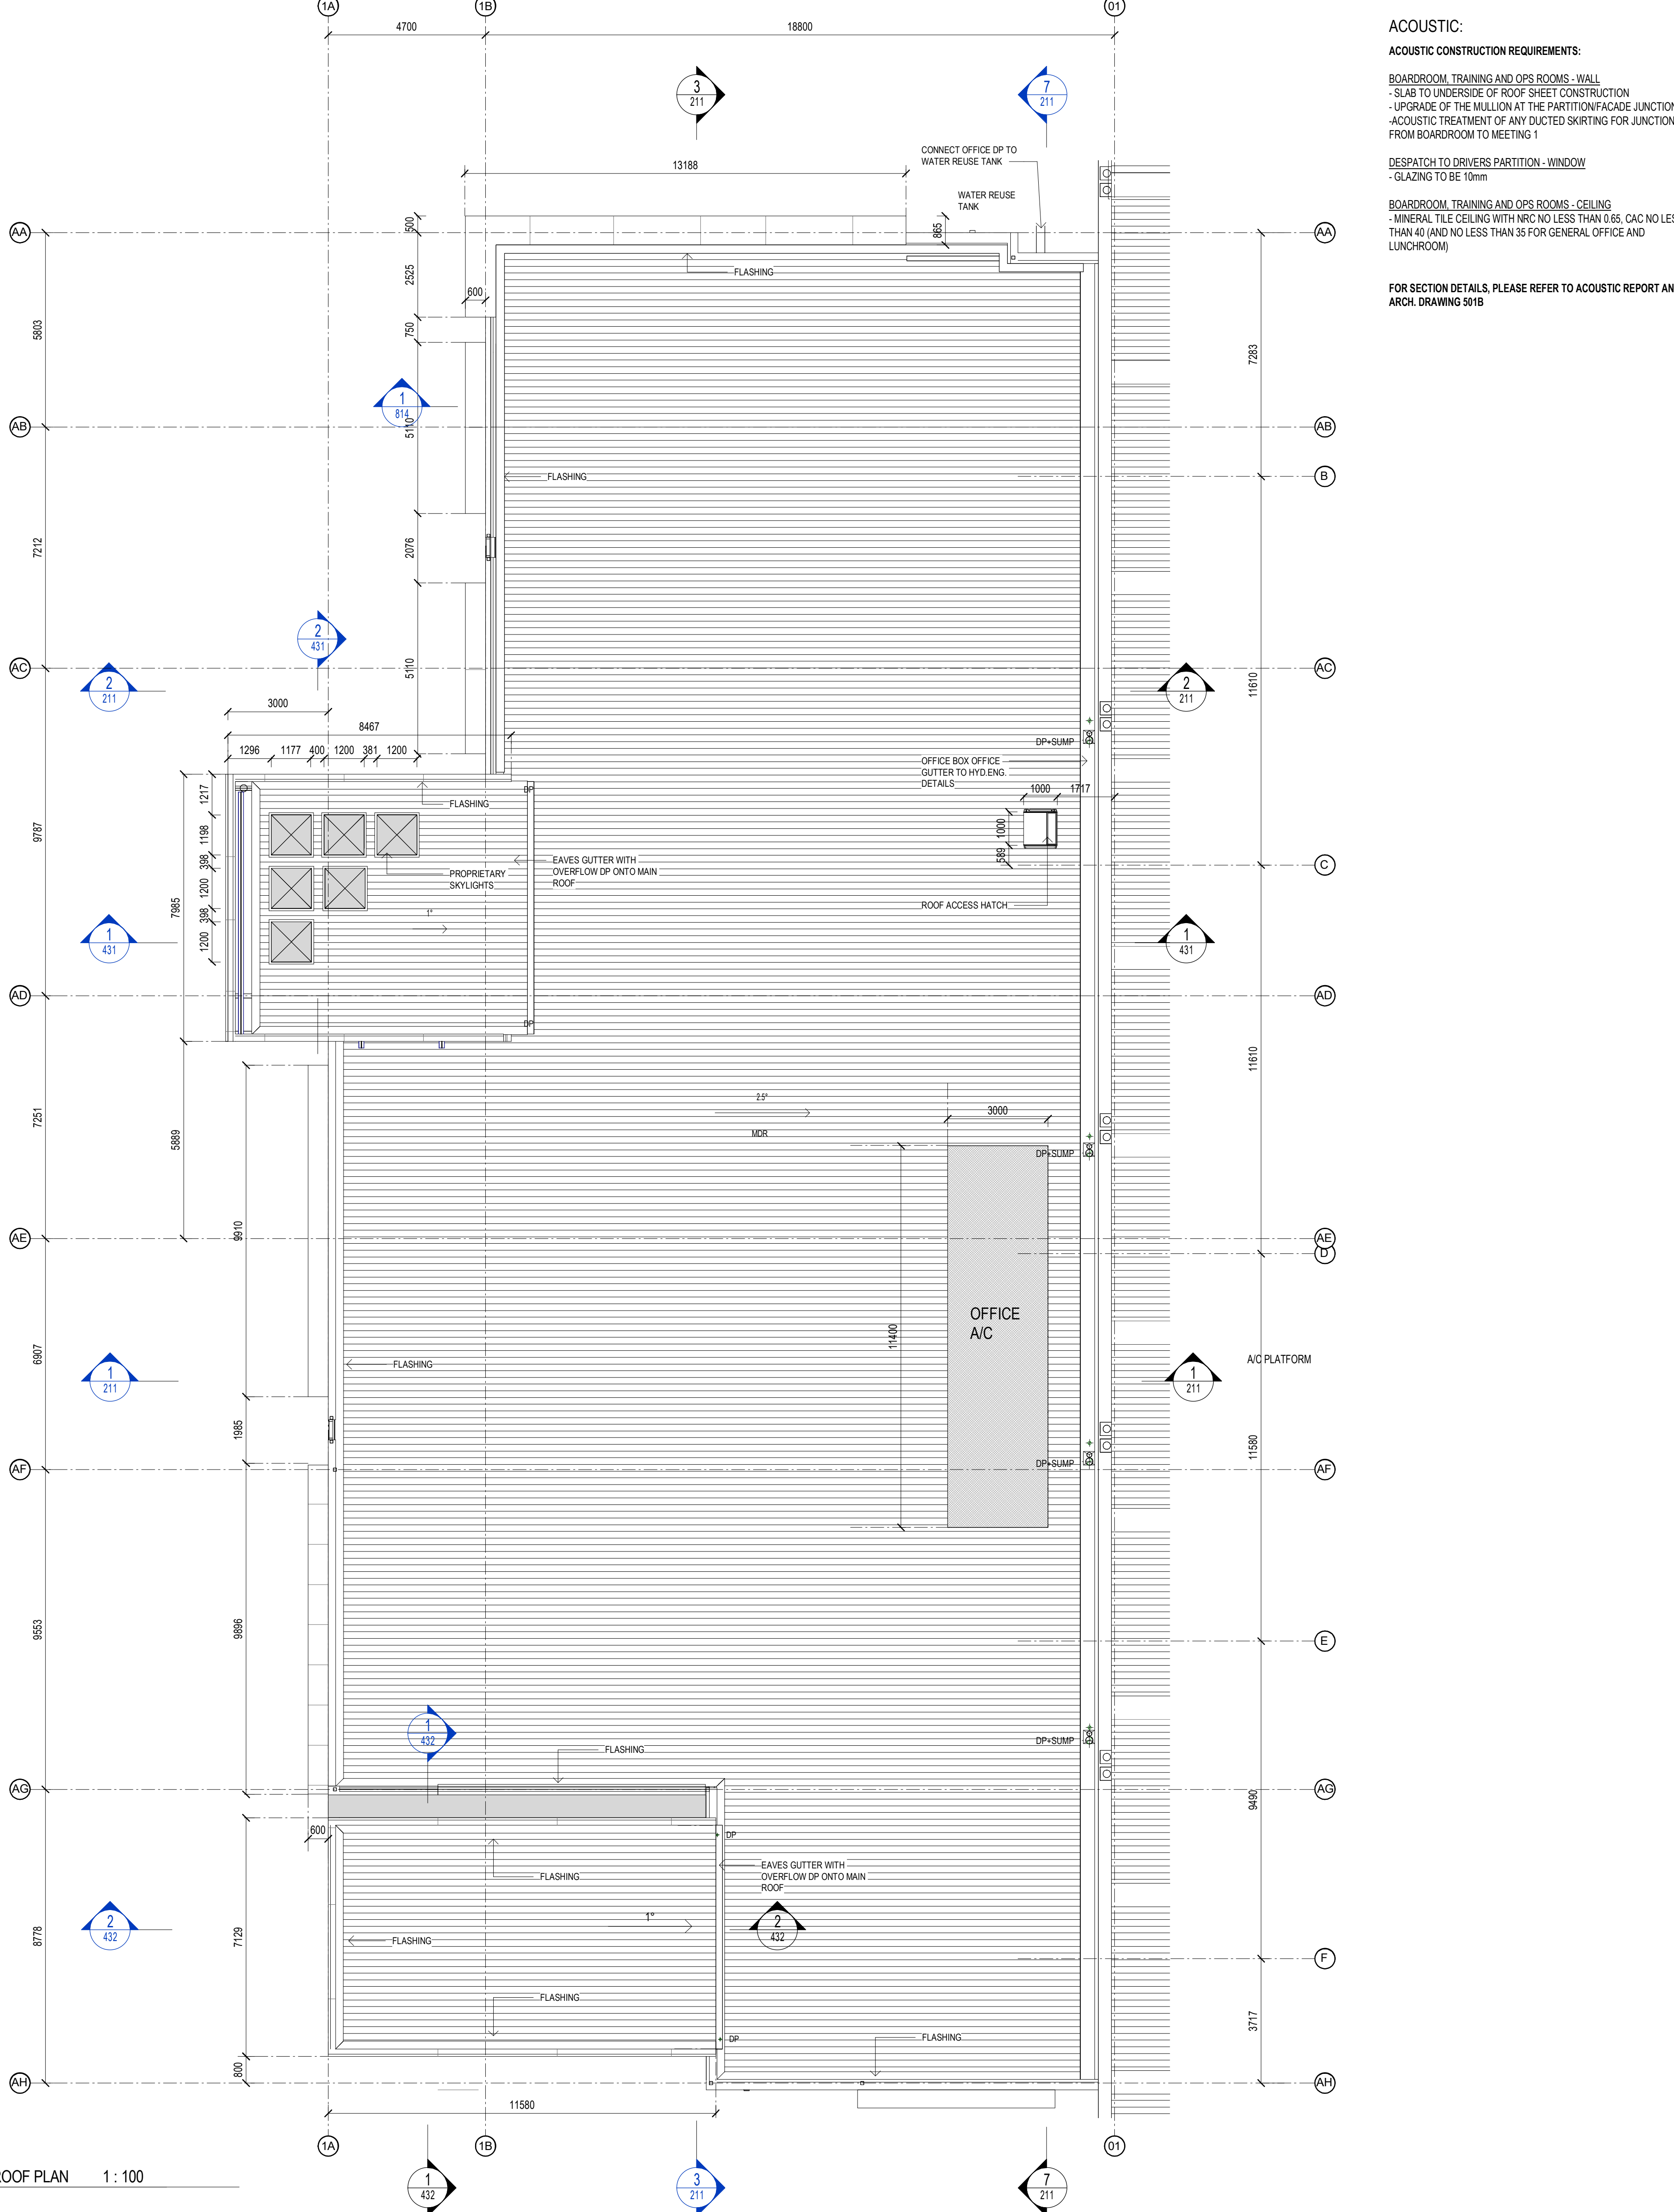 1A
1B
01
4700
18800
3
211
7
211
ACOUSTIC:
ACOUSTIC CONSTRUCTION REQUIREMENTS:
BOARDROOM, TRAINING AND OPS ROOMS - WALL
- SLAB TO UNDERSIDE OF ROOF SHEET CONSTRUCTION
- UPGRADE OF THE MULLION AT THE PARTITION/FACADE JUNCTION
-ACOUSTIC TREATMENT OF ANY DUCTED SKIRTING FOR JUNCTION
FROM BOARDROOM TO MEETING 1
DESPATCH TO DRIVERS PARTITION - WINDOW
- GLAZING TO BE 10mm
BOARDROOM, TRAINING AND OPS ROOMS - CEILING
- MINERAL TILE CEILING WITH NRC NO LESS THAN 0.65, CAC NO LES
THAN 40 (AND NO LESS THAN 35 FOR GENERAL OFFICE AND
LUNCHROOM)
FOR SECTION DETAILS, PLEASE REFER TO ACOUSTIC REPORT AN
ARCH. DRAWING 501B
CONNECT OFFICE DP TO
WATER REUSE TANK
13188
WATER REUSE
TANK
500
865
AA
AA
FLASHING
2525
600
5803
750
7283
1
814
5110
AB
AB
FLASHING
B
7212
2076
2
431
5110
AC
AC
2
211
2
211
11610
3000
8467
1296
1177
400
1200
381
1200
DP+SUMP
OFFICE BOX OFFICE
GUTTER TO HYD.ENG.
DETAILS
DP
1000
1717
1217
FLASHING
9787
1198
1000
589
398
EAVES GUTTER WITH
OVERFLOW DP ONTO MAIN
ROOF
C
PROPRIETARY
SKYLIGHTS
1200
7985
398
ROOF ACCESS HATCH
1°
1
431
1200
1
431
AD
AD
DP
11610
2.5°
3000
7251
5889
MDR
DP+SUMP
9910
AE
AE
D
OFFICE
A/C
11400
6907
FLASHING
A/C PLATFORM
1
211
1
211
1985
11580
AF
DP+SUMP
AF
9553
9896
E
1
432
DP+SUMP
FLASHING
AG
AG
9490
600
DP
EAVES GUTTER WITH
OVERFLOW DP ONTO MAIN
ROOF
FLASHING
2
432
1°
2
432
8778
7129
FLASHING
F
FLASHING
3717
DP
FLASHING
800
AH
AH
11580
1A
1B
01
ROOF PLAN 1 : 100
1
432
3
211
7
211